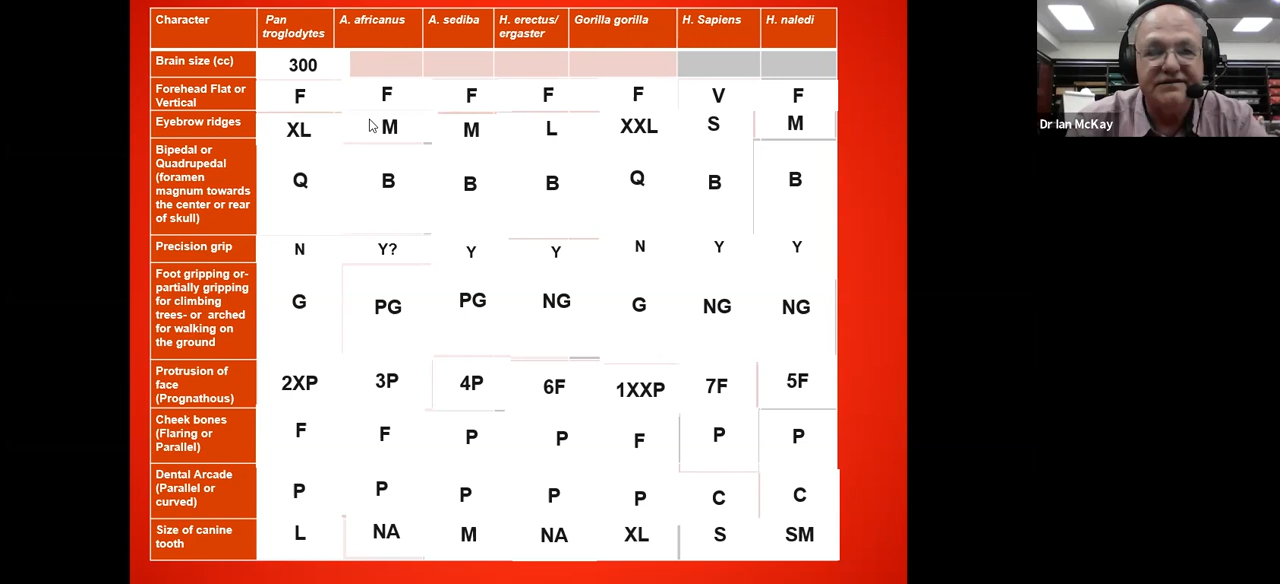 Character Pan troglodytes A. africanus A. sediba H. erectus/ ergaster Gorilla gorilla H. Sapiens H. naledi
Brain size (cc) 300
Forehead Flat or Vertical F F F F F V F
Eyebrow ridges XL M M L XXL S M
Bipedal or Quadrupedal (foramen magnum towards the center or rear of skull) Q B B B Q B B
Precision grip N Y? Y Y N Y Y
Foot gripping or- partially gripping for climbing trees- or arched for walking on the ground G PG PG NG G NG NG
Protrusion of face (Prognathous) 2XP 3P 4P 6F 1XXP 7F 5F
Cheek bones (Flaring or Parallel) F F P P F P P
Dental Arcade (Parallel or curved) P P P P P C C
Size of canine tooth L NA M NA XL S SM
Dr Ian McKay